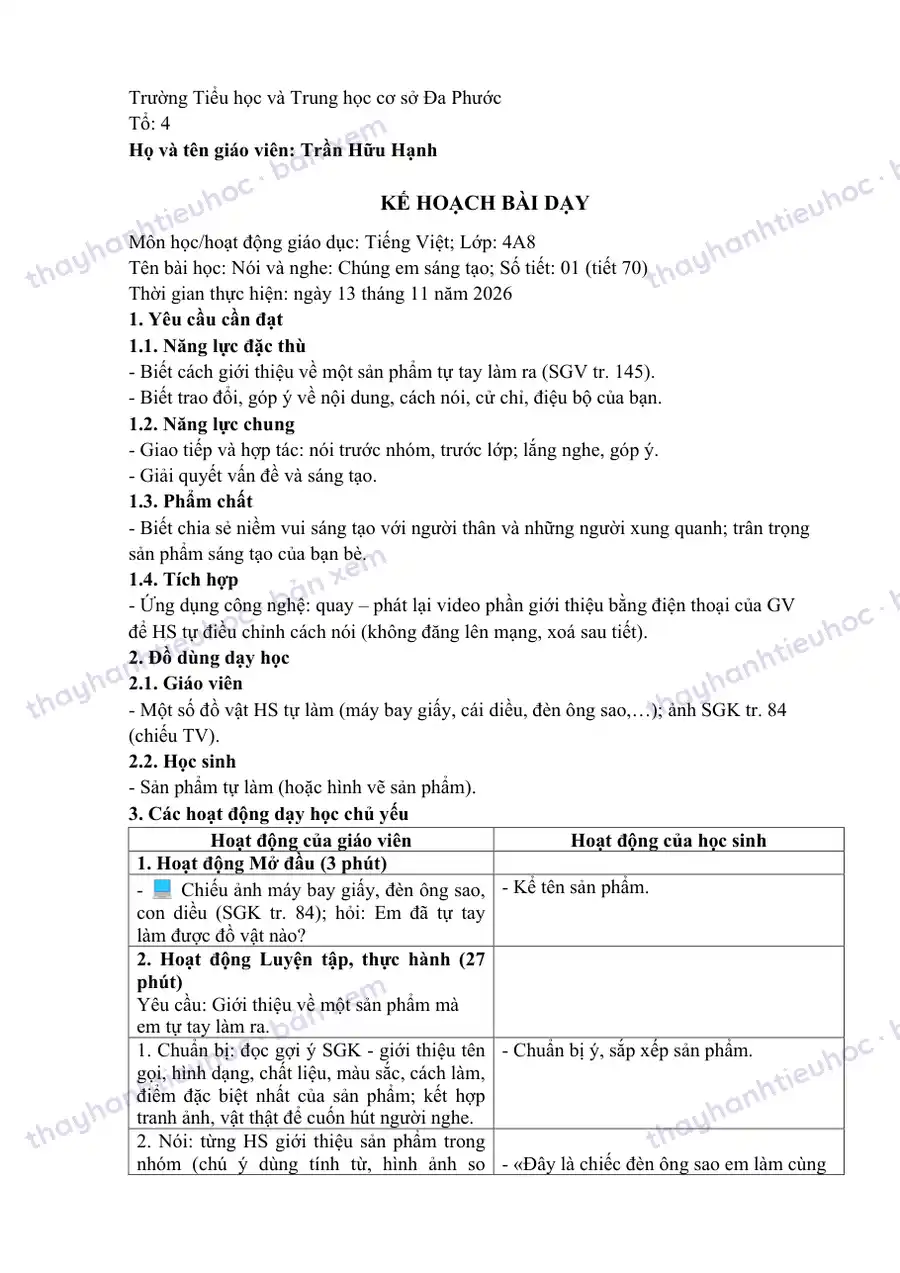 Trường Tiểu học và Trung học cơ sở Đa Phước
Tổ: 4
Họ và tên giáo viên: Trần Hữu Hạnh
KẾ HOẠCH BÀI DẠY
Môn học/hoạt động giáo dục: Tiếng Việt; Lớp: 4A8
Tên bài học: Nói và nghe: Chúng em sáng tạo; Số tiết: 01 (tiết 70)
Thời gian thực hiện: ngày 13 tháng 11 năm 2026
1. Yêu cầu cần đạt
1.1. Năng lực đặc thù
- Biết cách giới thiệu về một sản phẩm tự tay làm ra (SGV tr. 145).
- Biết trao đổi, góp ý về nội dung, cách nói, cử chỉ, điệu bộ của bạn.
1.2. Năng lực chung
- Giao tiếp và hợp tác: nói trước nhóm, trước lớp; lắng nghe, góp ý.
- Giải quyết vấn đề và sáng tạo.
1.3. Phẩm chất
- Biết chia sẻ niềm vui sáng tạo với người thân và những người xung quanh; trân trọng
sản phẩm sáng tạo của bạn bè.
1.4. Tích hợp
- Ứng dụng công nghệ: quay – phát lại video phần giới thiệu bằng điện thoại của GV
để HS tự điều chỉnh cách nói (không đăng lên mạng, xoá sau tiết).
2. Đồ dùng dạy học
2.1. Giáo viên
- Một số đồ vật HS tự làm (máy bay giấy, cái diều, đèn ông sao,…); ảnh SGK tr. 84
(chiếu TV).
2.2. Học sinh
- Sản phẩm tự làm (hoặc hình vẽ sản phẩm).
3. Các hoạt động dạy học chủ yếu
Hoạt động của giáo viên
Hoạt động của học sinh
1. Hoạt động Mở đầu (3 phút)
- 💻 Chiếu ảnh máy bay giấy, đèn ông sao,
con diều (SGK tr. 84); hỏi: Em đã tự tay
làm được đồ vật nào?
- Kể tên sản phẩm.
2. Hoạt động Luyện tập, thực hành (27
phút)
Yêu cầu: Giới thiệu về một sản phẩm mà
em tự tay làm ra.
1. Chuẩn bị: đọc gợi ý SGK - giới thiệu tên
gọi, hình dạng, chất liệu, màu sắc, cách làm,
điểm đặc biệt nhất của sản phẩm; kết hợp
tranh ảnh, vật thật để cuốn hút người nghe.
- Chuẩn bị ý, sắp xếp sản phẩm.
2. Nói: từng HS giới thiệu sản phẩm trong
nhóm (chú ý dùng tính từ, hình ảnh so
- «Đây là chiếc đèn ông sao em làm cùng
thayhanhtieuhoc · bản xem
thayhanhtieuhoc · b
thayhanhtieuhoc · bản xem
thayhanhtieuhoc · b
thayhanhtieuhoc · bản xem
thayhanhtieuhoc · b